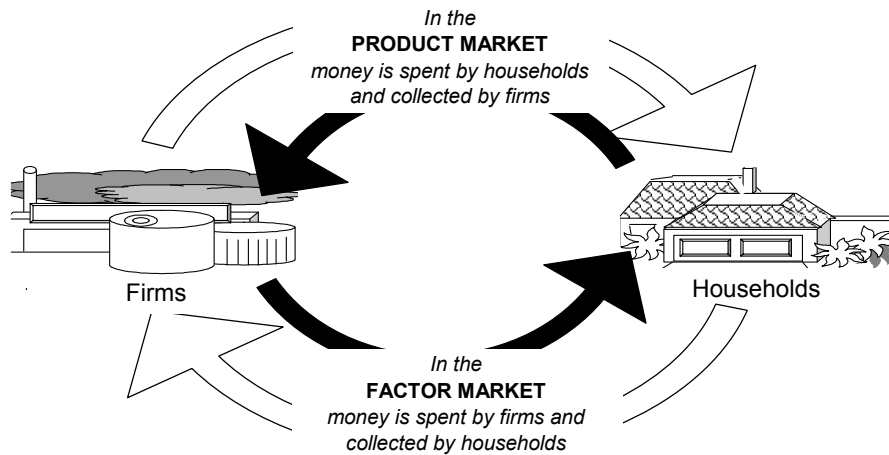 In the
PRODUCT MARKET
money is spent by households
and collected by firms
Firms
Households
In the
FACTOR MARKET
money is spent by firms and
collected by households